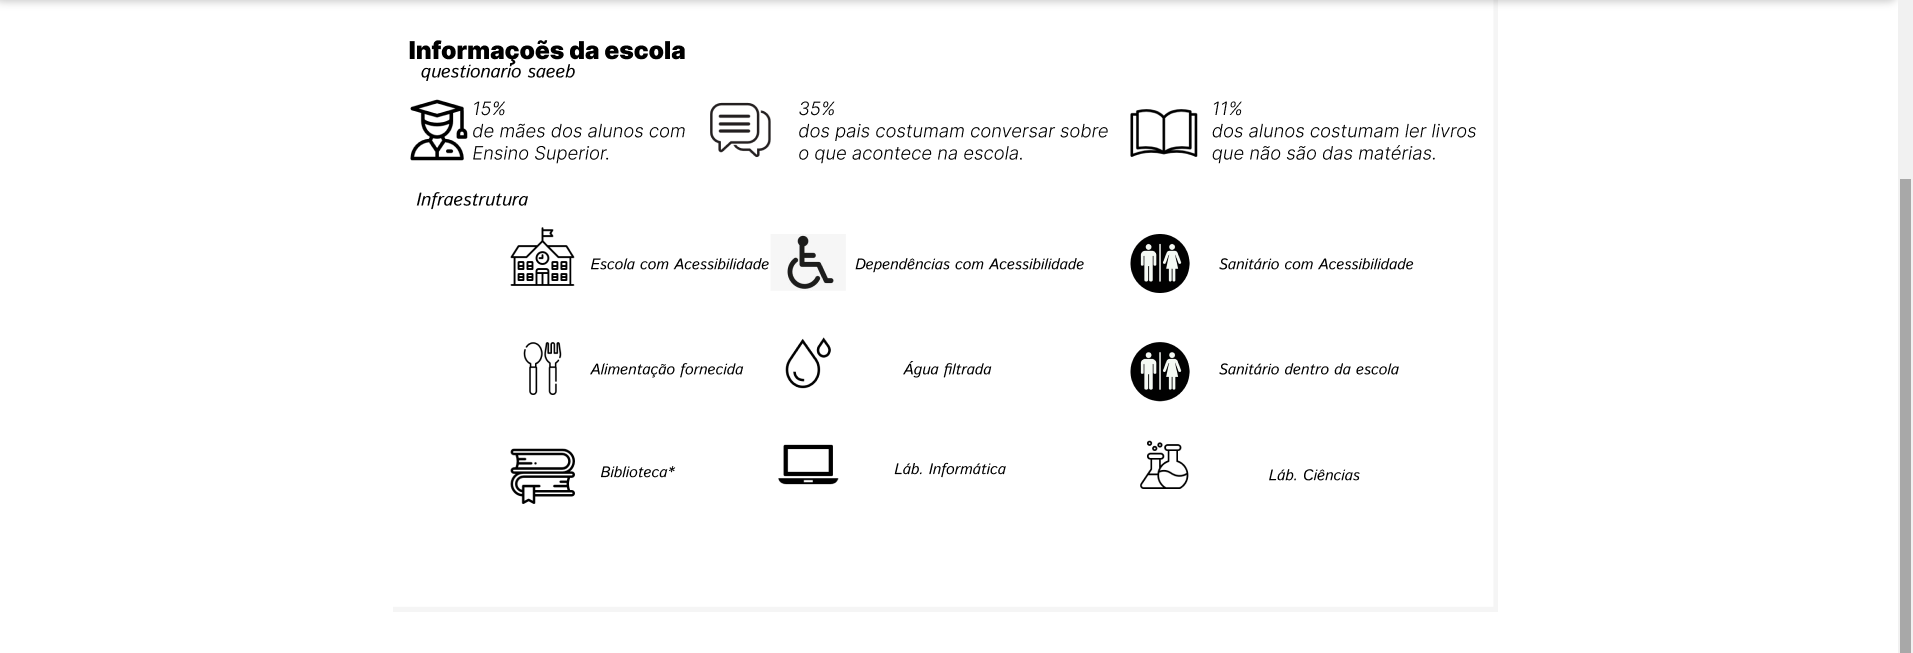 Informaçoẽs da escola
questionario saeeb
15%
de mães dos alunos com
Ensino Superior.
35%
dos pais costumam conversar sobre
o que acontece na escola.
11%
dos alunos costumam ler livros
que não são das matérias.
Infraestrutura
Escola com Acessibilidade
Dependências com Acessibilidade
Sanitário com Acessibilidade
Alimentação fornecida
Água filtrada
Sanitário dentro da escola
Biblioteca*
Láb. Informática
Láb. Ciências